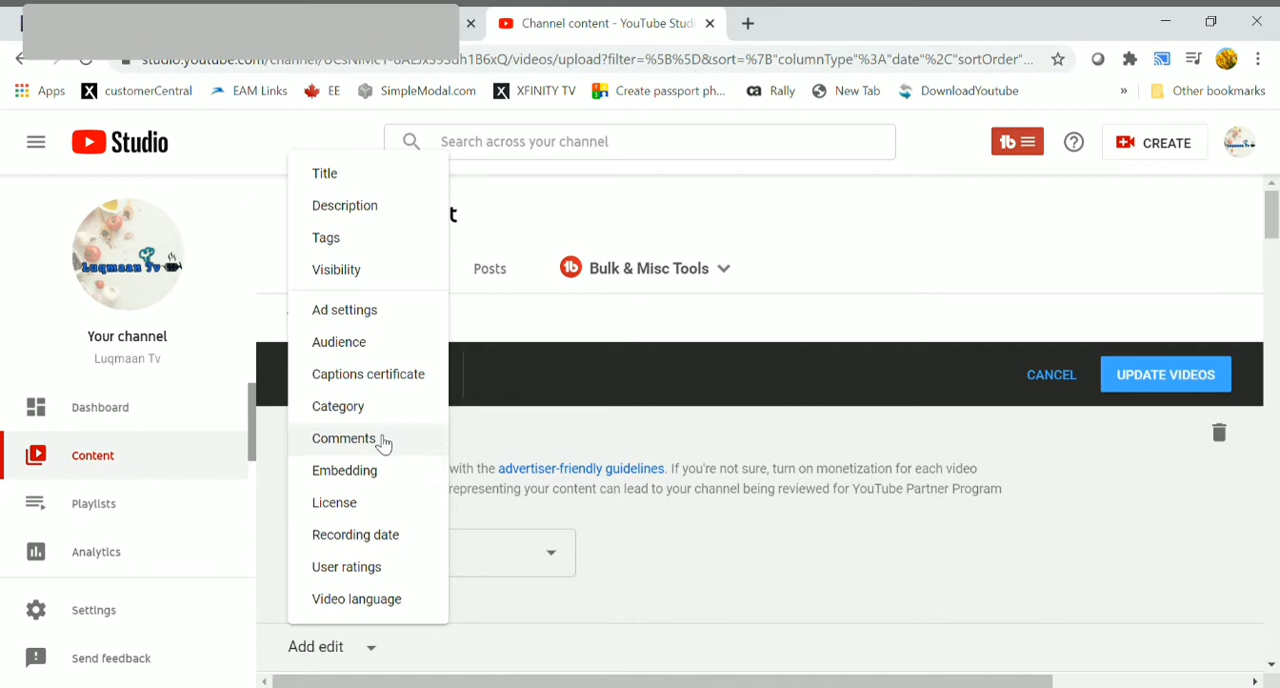 Channel content - YouTube Studi
videos/upload?filter=%5B%5D&sort=%7B"columnType"%3A"date"%2C"sortOrder"...
Apps
X customerCentral
EAM Links
EE
SimpleModal.com
X XFINITY TV
Create passport ph...
ca Rally
New Tab
DownloadYoutube
»
Other bookmarks
Studio
Search across your channel
CREATE
Luqmaan Tv
Your channel
Luqmaan Tv
Dashboard
Content
Playlists
Analytics
Settings
Send feedback
Title
Description
Tags
Visibility
Ad settings
Audience
Captions certificate
Category
Comments
Embedding
License
Recording date
User ratings
Video language
t
Posts
Bulk & Misc Tools
CANCEL
UPDATE VIDEOS
with the advertiser-friendly guidelines. If you're not sure, turn on monetization for each video
representing your content can lead to your channel being reviewed for YouTube Partner Program
Add edit